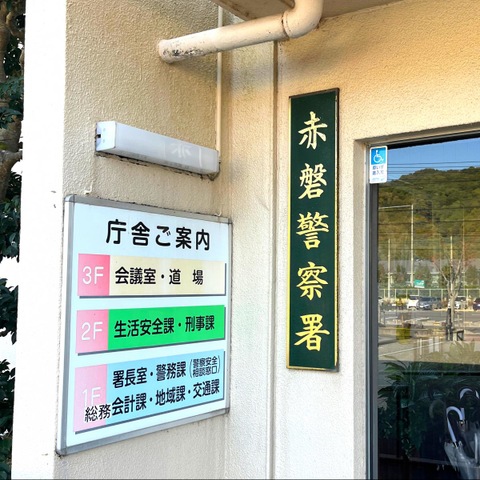 庁舎ご案内
3F 会議室・道 場
2F 生活安全課・刑事課
1F 署長室・警務課(警察安全相談窓口)
総務会計課・地域課・交通課
赤磐警察署